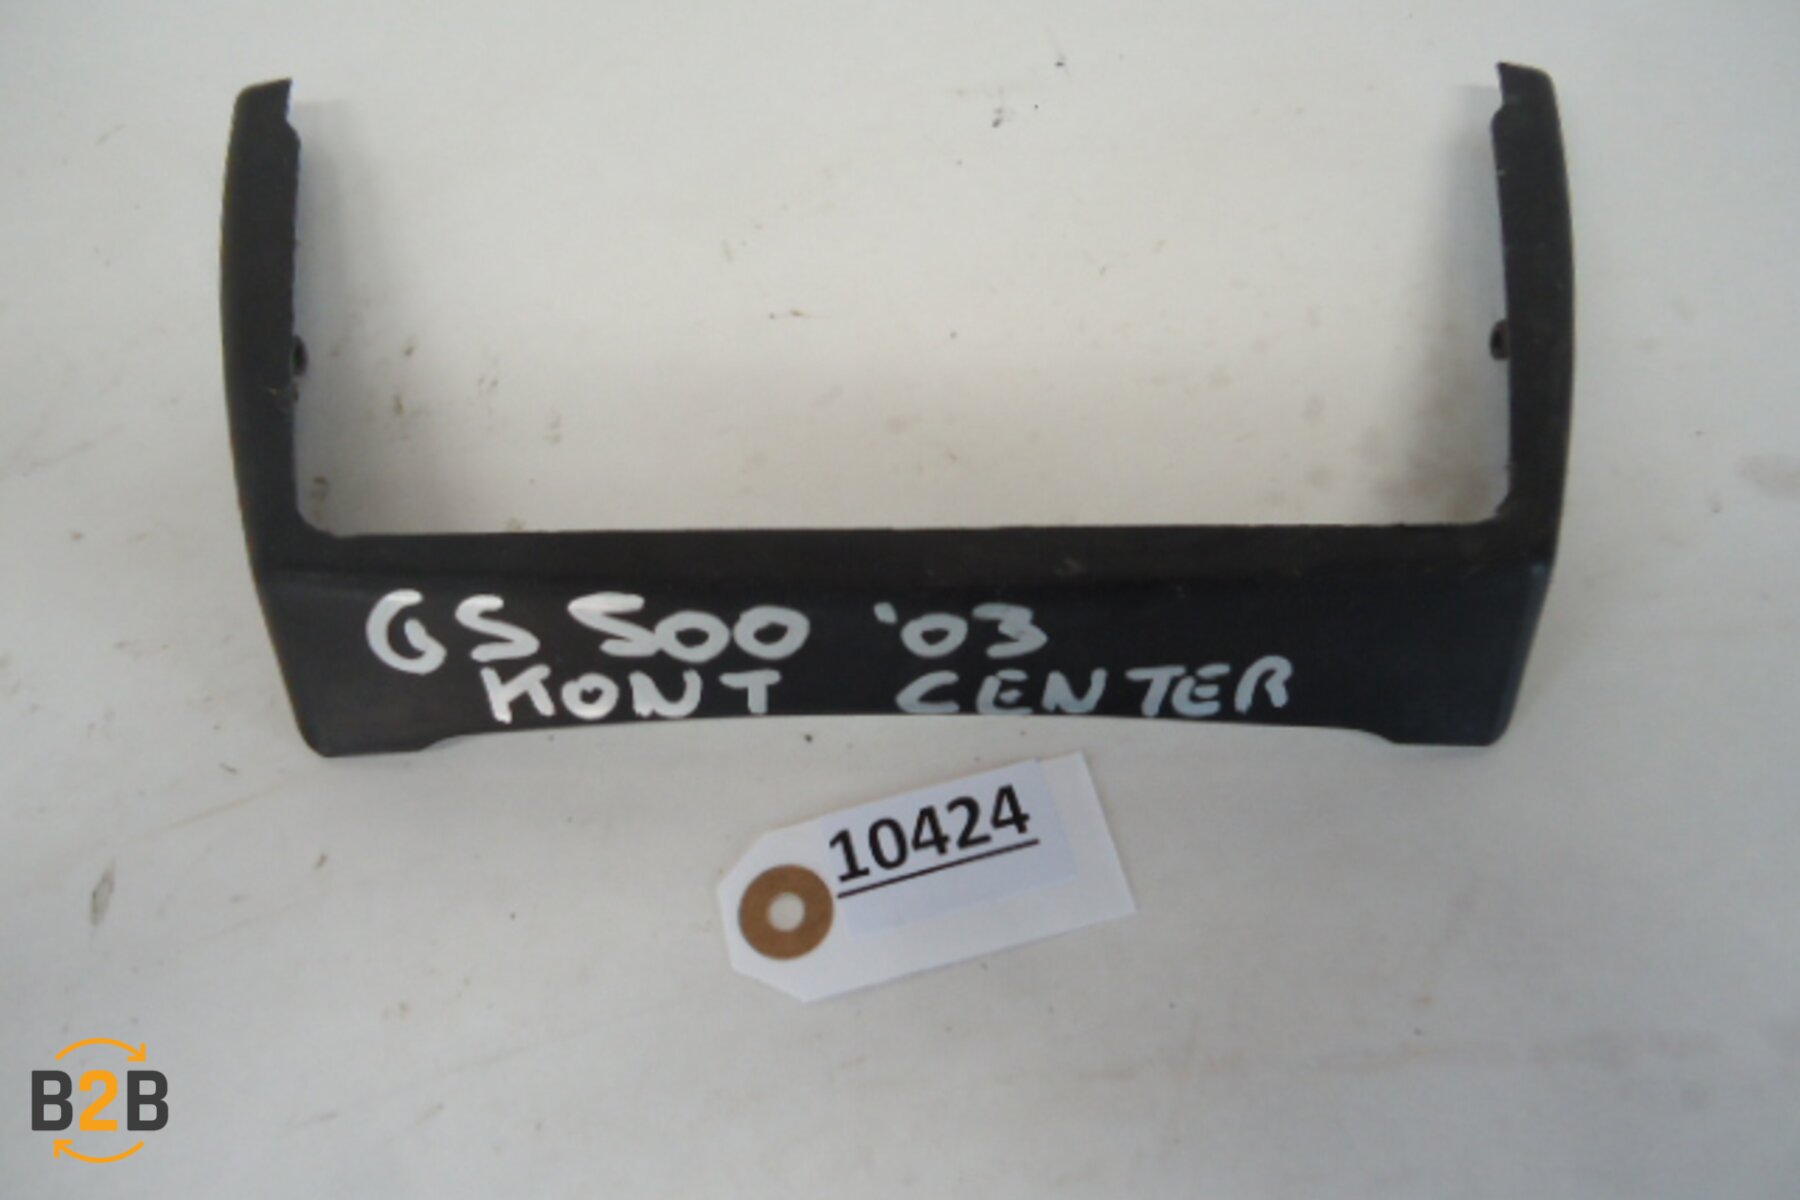 GS 500 '03
KONT CENTER
10424
B2B